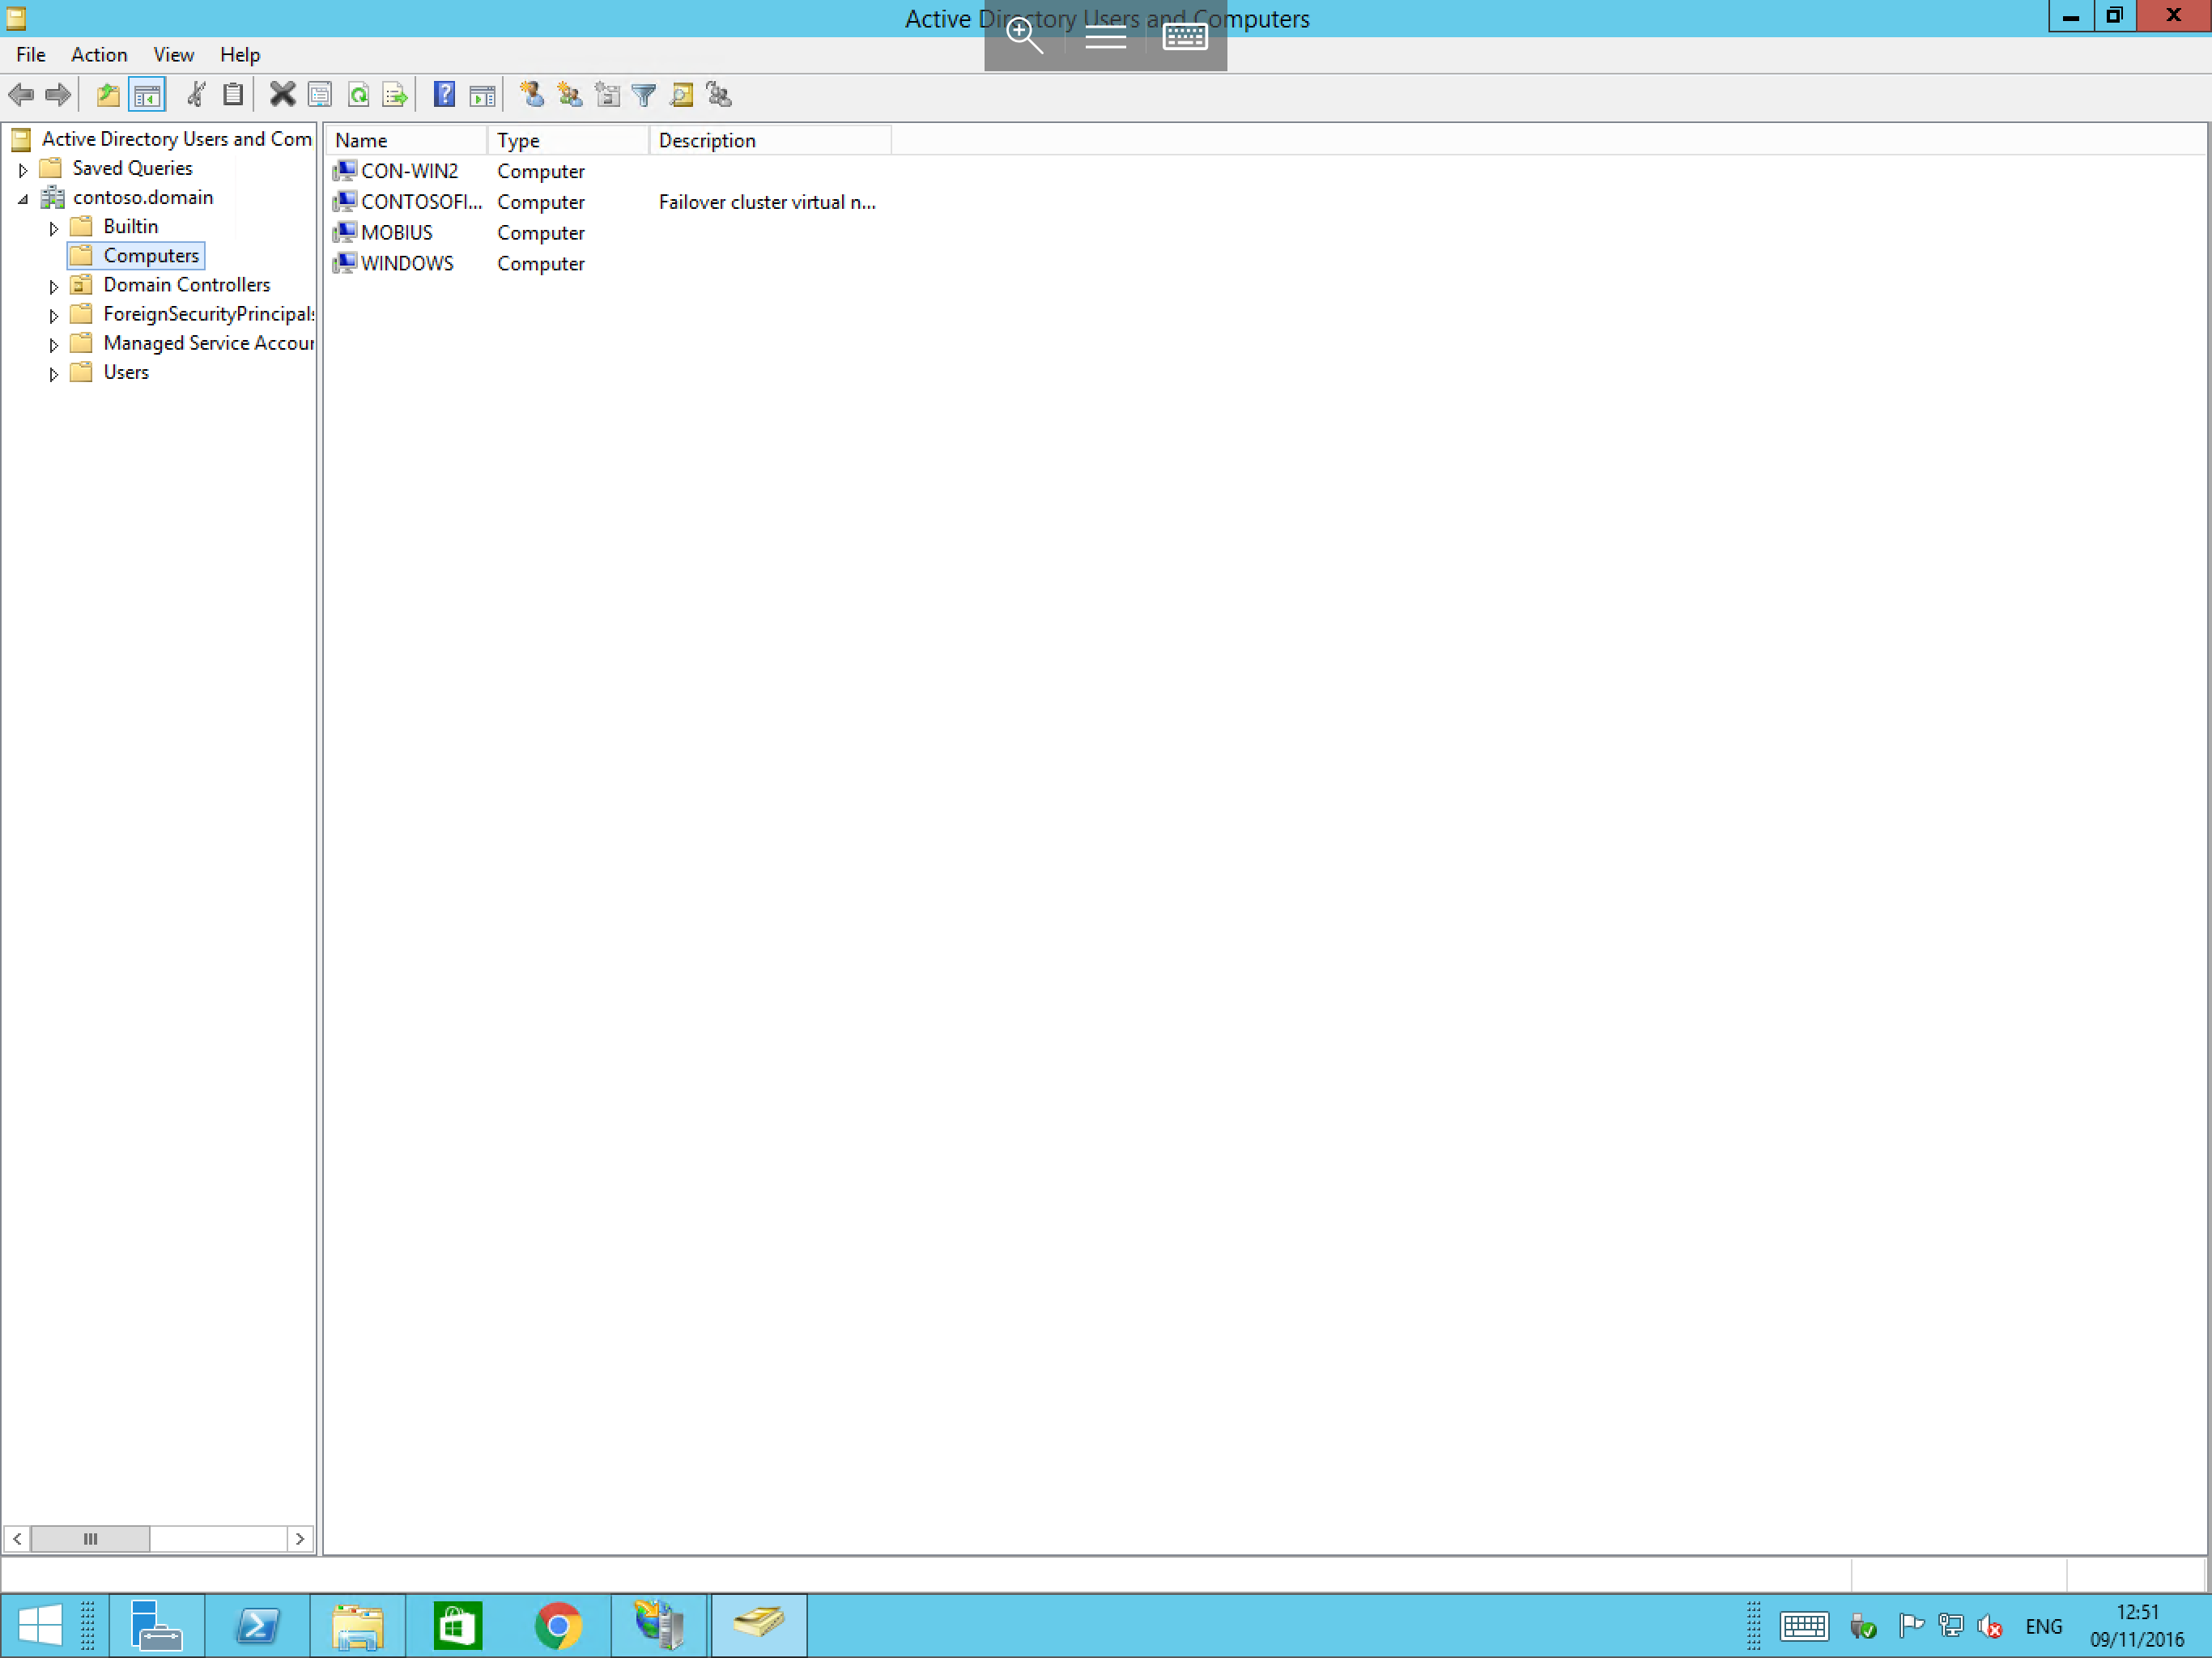 Active Directory Users and Computers
File Action View Help
Active Directory Users and Com
Saved Queries
contoso.domain
Builtin
Computers
Domain Controllers
ForeignSecurityPrincipals
Managed Service Accour
Users
Name Type Description
CON-WIN2 Computer
CONTOSOFI... Computer Failover cluster virtual n...
MOBIUS Computer
WINDOWS Computer
ENG
12:51
09/11/2016